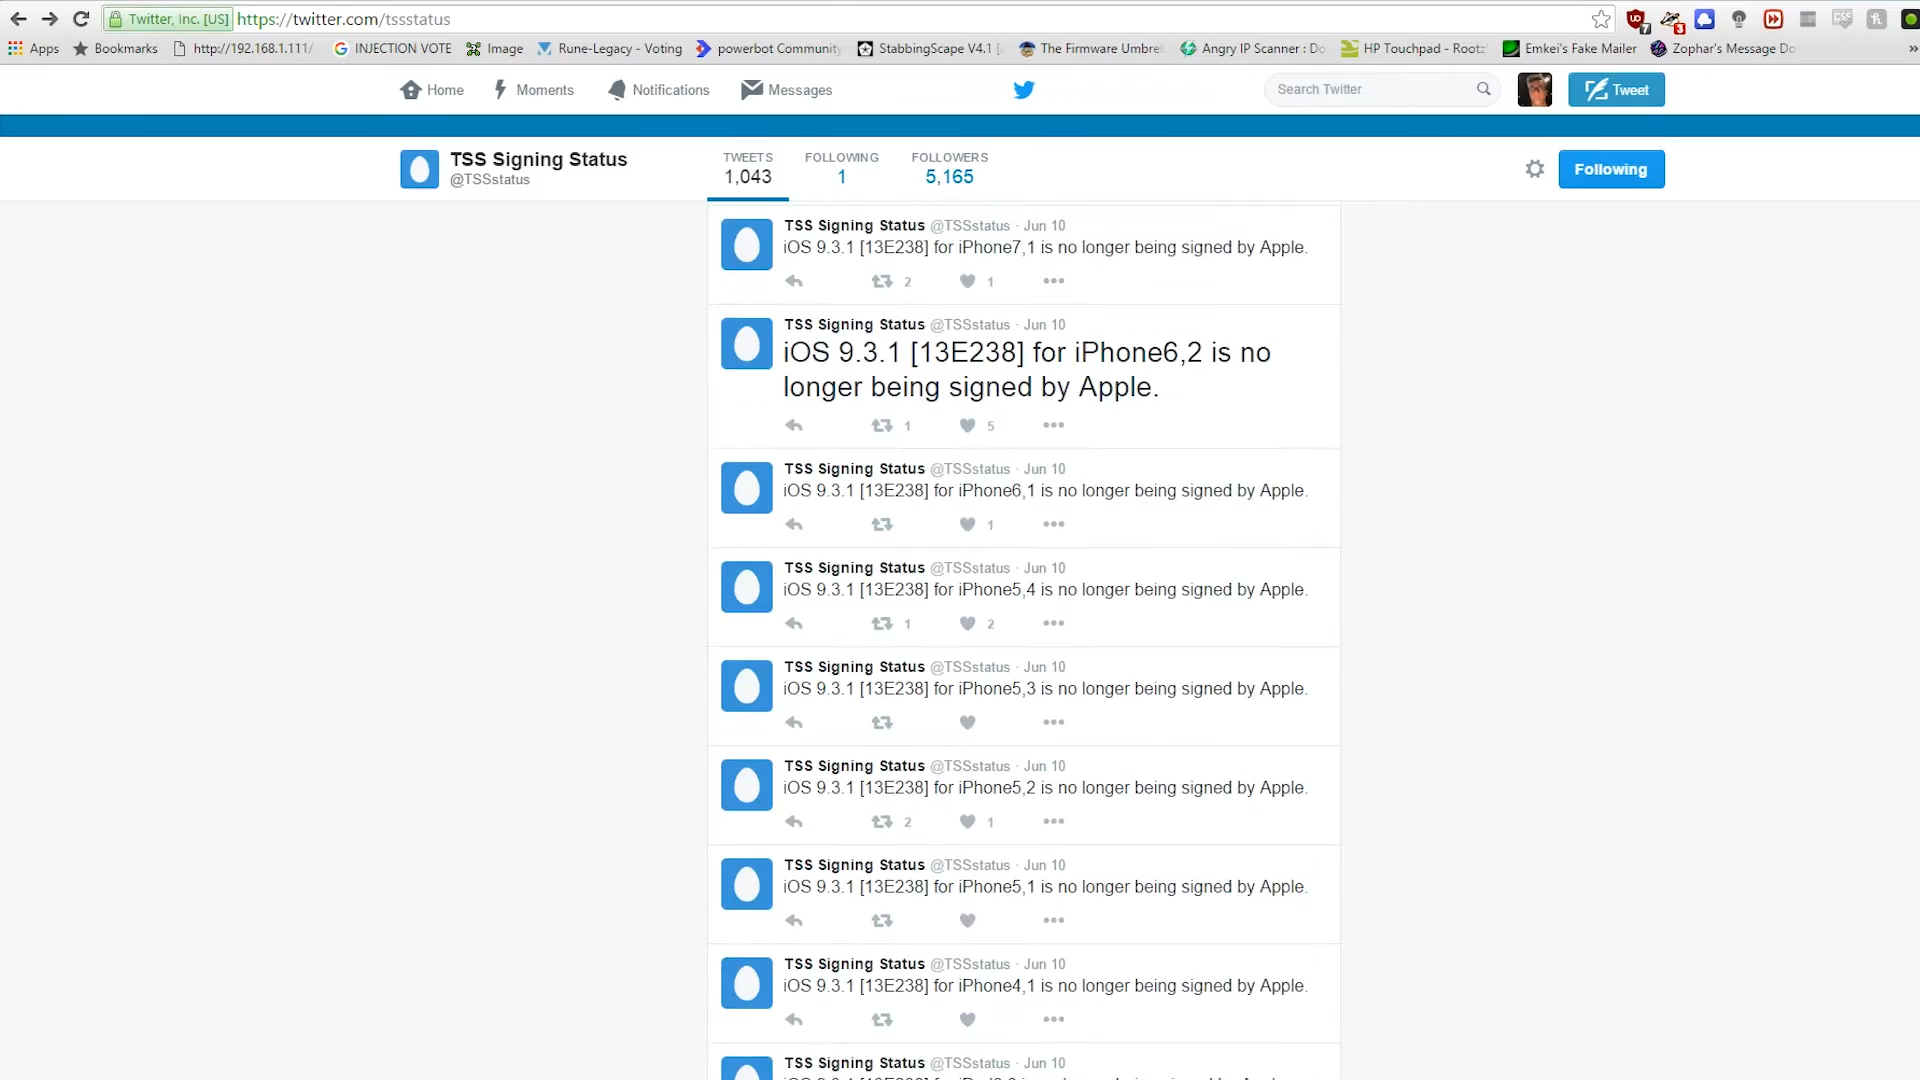 Twitter, Inc. [US] https://twitter.com/tssstatus
Apps Bookmarks http://192.168.1.111/ INJECTION VOTE Image Rune-Legacy - Voting powerbot Community StabbingScape V4.1 [ The Firmware Umbrel Angry IP Scanner : Do HP Touchpad - Rootz Emkei's Fake Mailer Zophar's Message Do »
Home Moments Notifications Messages Search Twitter Tweet
TSS Signing Status
@TSSstatus
TWEETS FOLLOWING FOLLOWERS
1,043 1 5,165
Following
TSS Signing Status @TSSstatus · Jun 10
iOS 9.3.1 [13E238] for iPhone7,1 is no longer being signed by Apple.
2 1
TSS Signing Status @TSSstatus · Jun 10
iOS 9.3.1 [13E238] for iPhone6,2 is no
longer being signed by Apple.
1 5
TSS Signing Status @TSSstatus · Jun 10
iOS 9.3.1 [13E238] for iPhone6,1 is no longer being signed by Apple.
1
TSS Signing Status @TSSstatus · Jun 10
iOS 9.3.1 [13E238] for iPhone5,4 is no longer being signed by Apple.
1 2
TSS Signing Status @TSSstatus · Jun 10
iOS 9.3.1 [13E238] for iPhone5,3 is no longer being signed by Apple.
TSS Signing Status @TSSstatus · Jun 10
iOS 9.3.1 [13E238] for iPhone5,2 is no longer being signed by Apple.
2 1
TSS Signing Status @TSSstatus · Jun 10
iOS 9.3.1 [13E238] for iPhone5,1 is no longer being signed by Apple.
TSS Signing Status @TSSstatus · Jun 10
iOS 9.3.1 [13E238] for iPhone4,1 is no longer being signed by Apple.
TSS Signing Status @TSSstatus · Jun 10